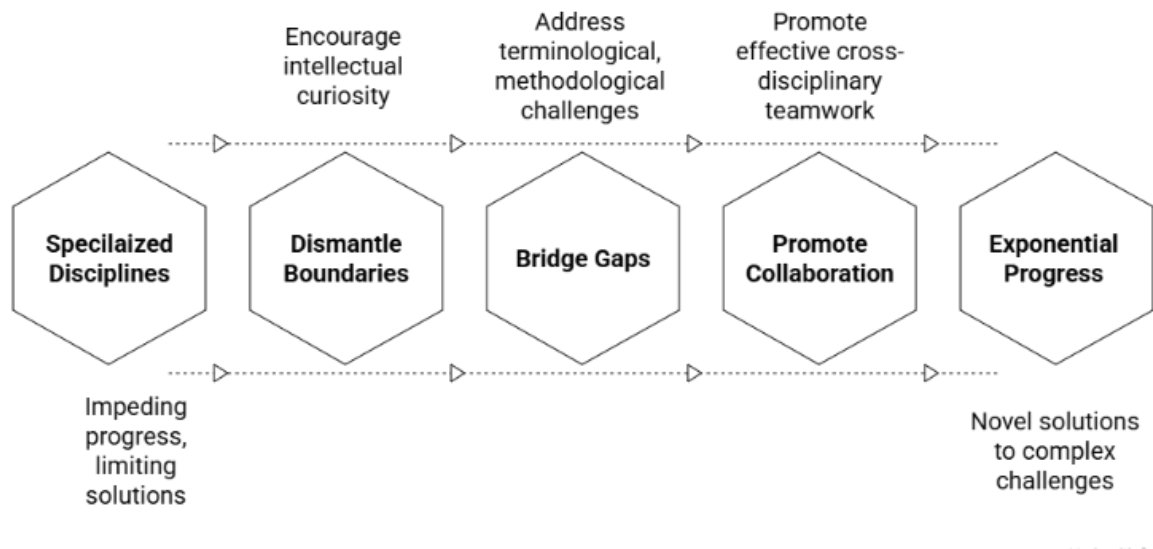 Encourage
intellectual
curiosity
Address
terminological,
methodological
challenges
Promote
effective cross-
disciplinary
teamwork
Specilaized
Disciplines
Dismantle
Boundaries
Bridge Gaps
Promote
Collaboration
Exponential
Progress
Impeding
progress,
limiting
solutions
Novel solutions
to complex
challenges